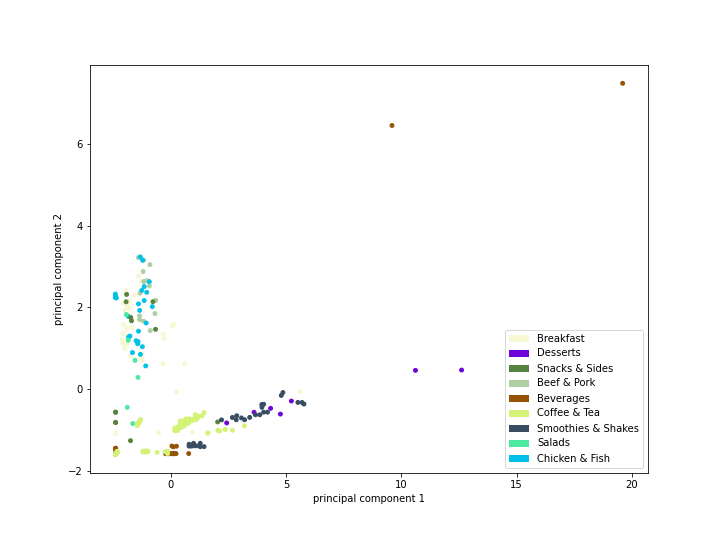 6
4
2
0
−2
principal component 2
0
5
10
15
20
principal component 1
Breakfast
Desserts
Snacks & Sides
Beef & Pork
Beverages
Coffee & Tea
Smoothies & Shakes
Salads
Chicken & Fish